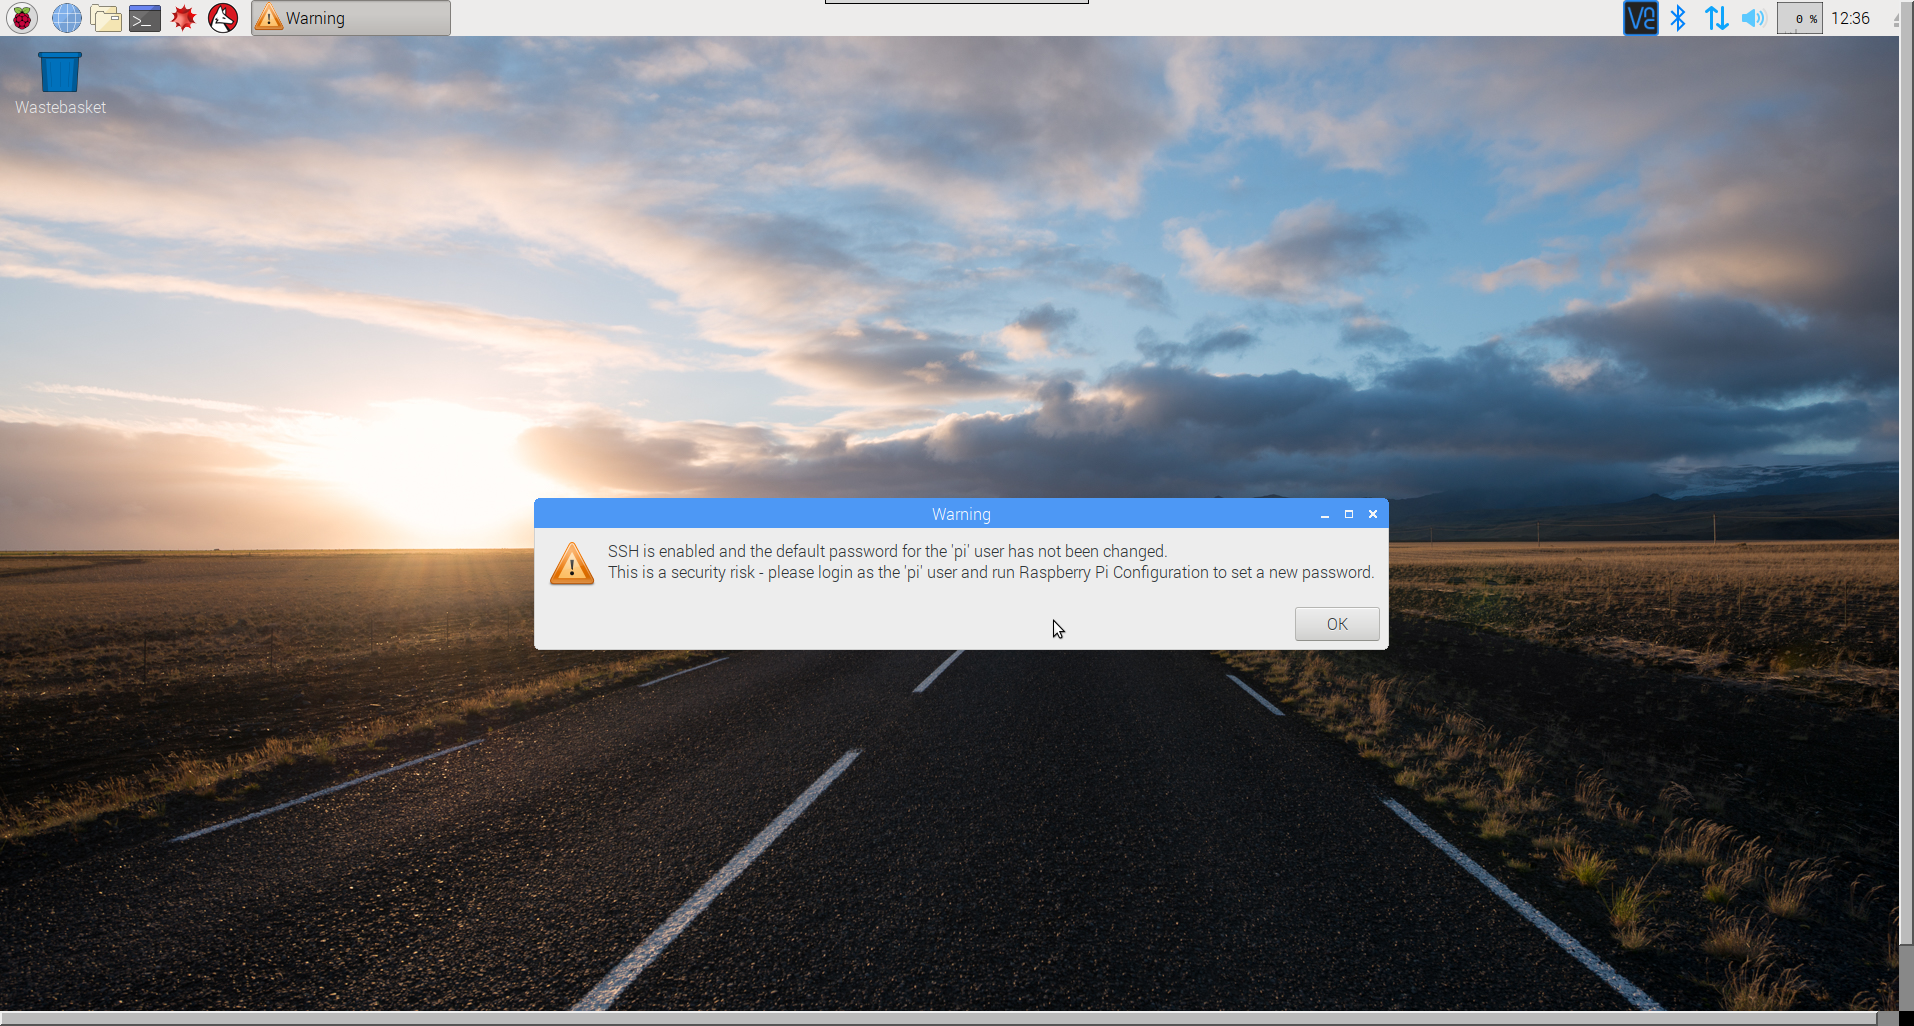 Warning
0 %
12:36
Wastebasket
Warning
SSH is enabled and the default password for the 'pi' user has not been changed.
This is a security risk - please login as the 'pi' user and run Raspberry Pi Configuration to set a new password.
OK